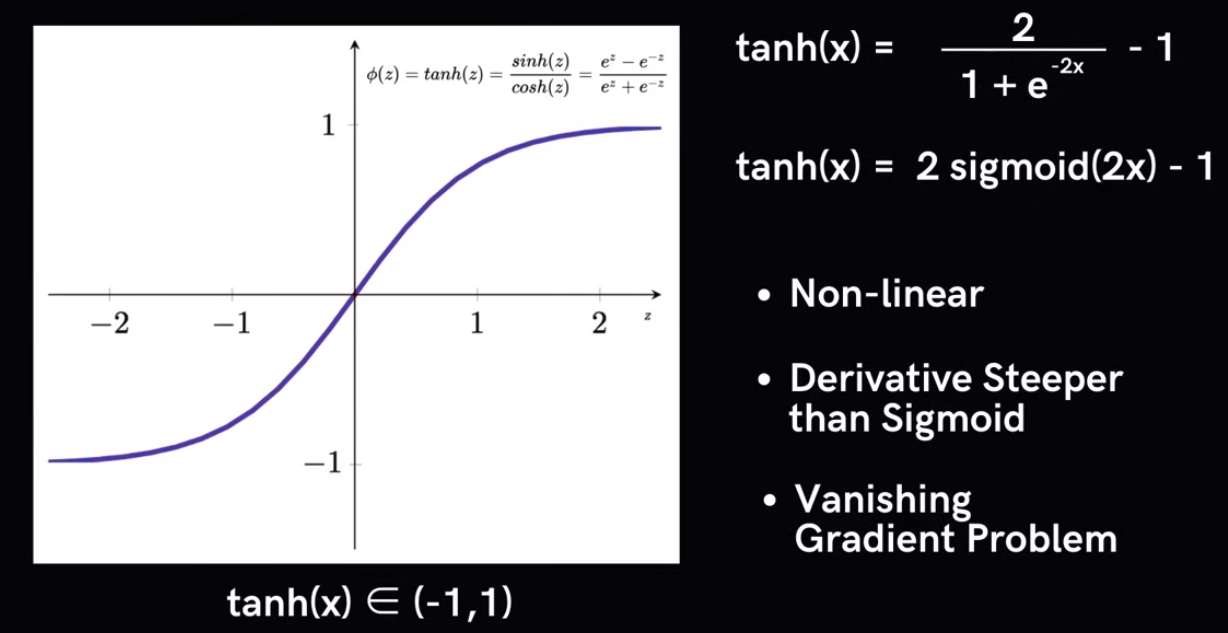 ϕ(z) = tanh(z) = sinh(z)/cosh(z) = (e^z − e^−z)/(e^z + e^−z)
1
−2 −1 1 2 z
−1
tanh(x) ∈ (-1,1)
tanh(x) = 2/(1 + e^-2x) - 1
tanh(x) = 2 sigmoid(2x) - 1
• Non-linear
• Derivative Steeper
than Sigmoid
• Vanishing
Gradient Problem